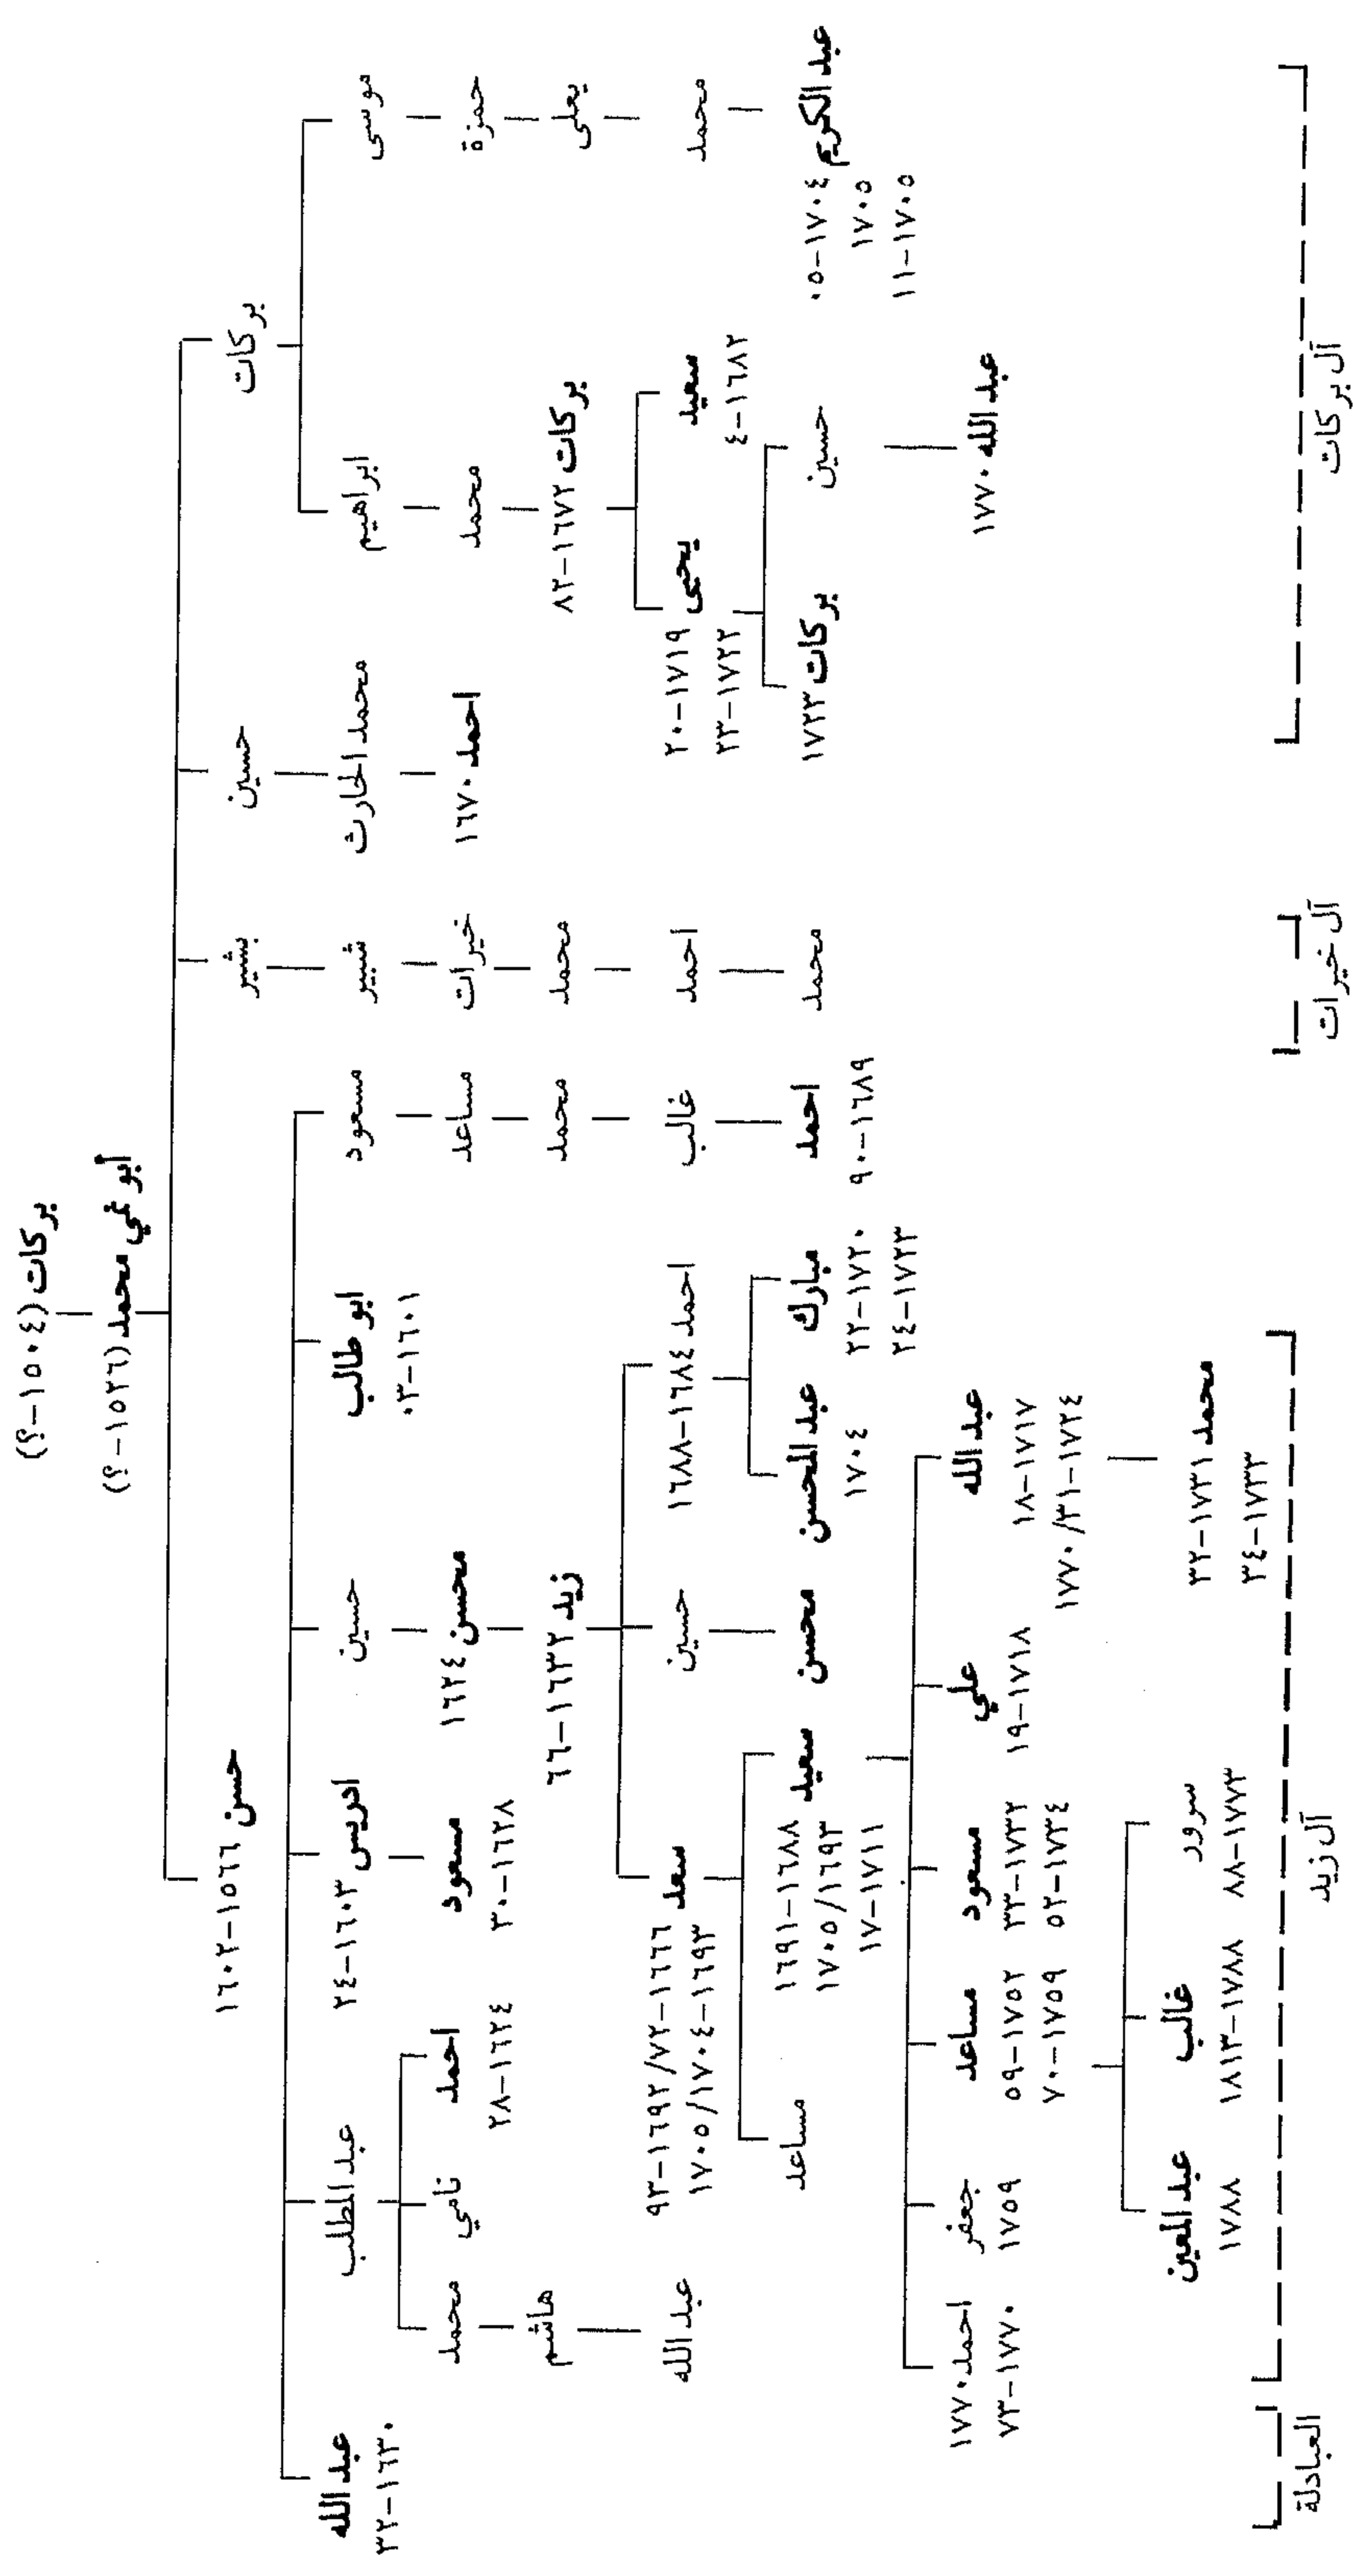 بركات (١٥٠٤-؟)
أبو نمي محمد (١٥٢٦-؟)
بركات
حسين
بشير
حسن ١٥٦٦-١٦٠٢
موسى
ابراهيم
محمد الحارث
شبير
مسعود
ابو طالب
١٦٠١-٠٣
حسين
ادريس ١٦٠٣-٢٤
عبد المطلب
عبد الله
١٦٣٠-٣٢
حمزة
محمد
احمد ١٦٧٠
خيرات
مساعد
محسن ١٦٢٤
مسعود
١٦٢٨-٣٠
احمد
١٦٢٤-٢٨
نامي
محمد
يعلى
بركات ١٦٧٢-٨٢
محمد
محمد
زيد ١٦٣٢-٦٦
هاشم
محمد
سعيد
١٦٨٢-٤
يحيى
١٧١٩-٢٠
١٧٢٢-٢٣
احمد
غالب
احمد ١٦٨٤-١٦٨٨
حسين
سعد
١٦٦٦-٧٢/١٦٩٢-٩٣
١٦٩٣-١٧٠٤/١٧٠٥
عبد الله
عبد الكريم
١٧٠٤-٠٥
١٧٠٥
١٧٠٥-١١
حسين
بركات ١٧٢٣
محمد
احمد
١٦٨٩-٩٠
مبارك
١٧٢٠-٢٢
١٧٢٣-٢٤
عبد المحسن
١٧٠٤
محسن
سعيد
١٦٨٨-١٦٩١
١٦٩٣/١٧٠٥
١٧١١-١٧
مساعد
عبد الله ١٧٧٠
عبد الله
١٧١٧-١٨
١٧٢٤-٣١/١٧٧٠
علي
١٧١٨-١٩
مسعود
١٧٣٢-٣٣
١٧٣٤-٥٢
مساعد
١٧٥٢-٥٩
١٧٥٩-٧٠
جعفر
١٧٥٩
احمد ١٧٧٠
١٧٧٠-٧٣
محمد ١٧٣١-٣٢
١٧٣٣-٣٤
سرور
١٧٧٣-٨٨
غالب
١٧٨٨-١٨١٣
عبد المعين
١٧٨٨
آل بركات
آل خيرات
آل زيد
العبادلة